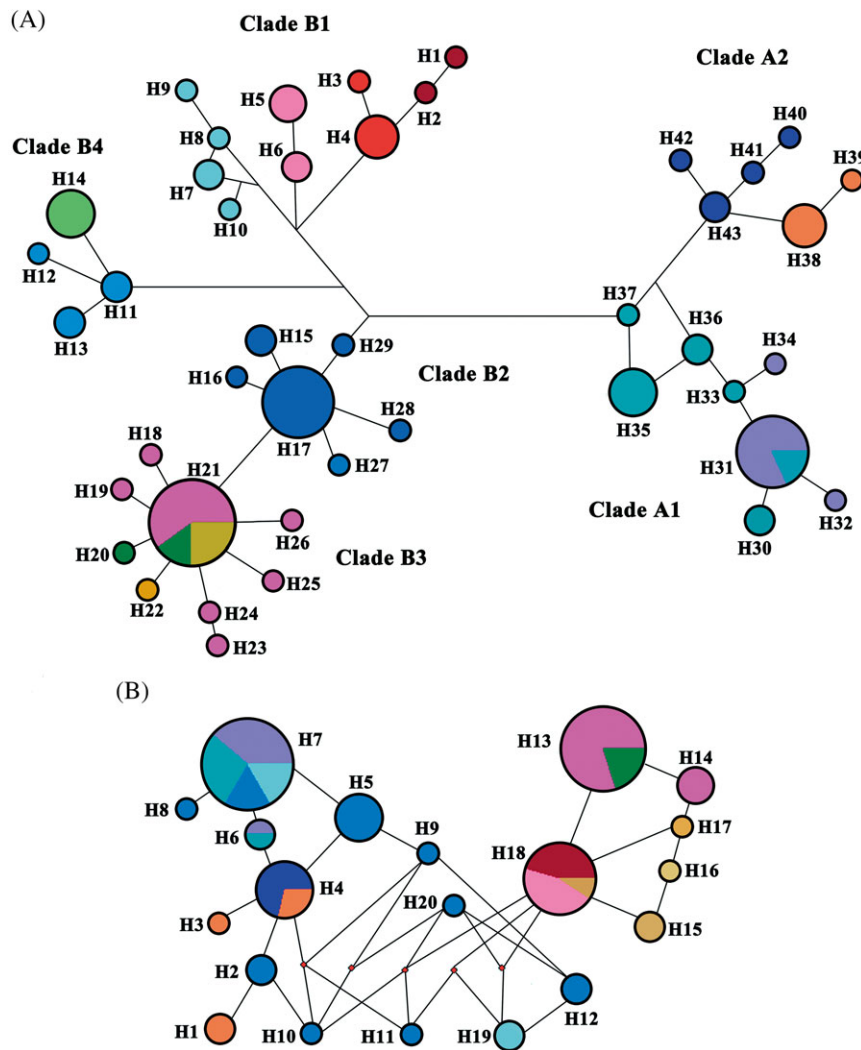 (A)
Clade B1
Clade A2
H1
H3
H2
H9
H5
H4
H40
H42
H41
H39
H8
H6
Clade B4
H14
H7
H10
H43
H38
H12
H11
H13
H37
H36
H15
H29
H34
H16
Clade B2
H33
H28
H35
H17
H27
H31
H18
H21
H19
H32
Clade A1
H26
H30
H20
Clade B3
H25
H22
H24
H23
(B)
H7
H13
H5
H14
H8
H17
H6
H9
H18
H16
H4
H20
H3
H15
H2
H12
H1
H10
H11
H19